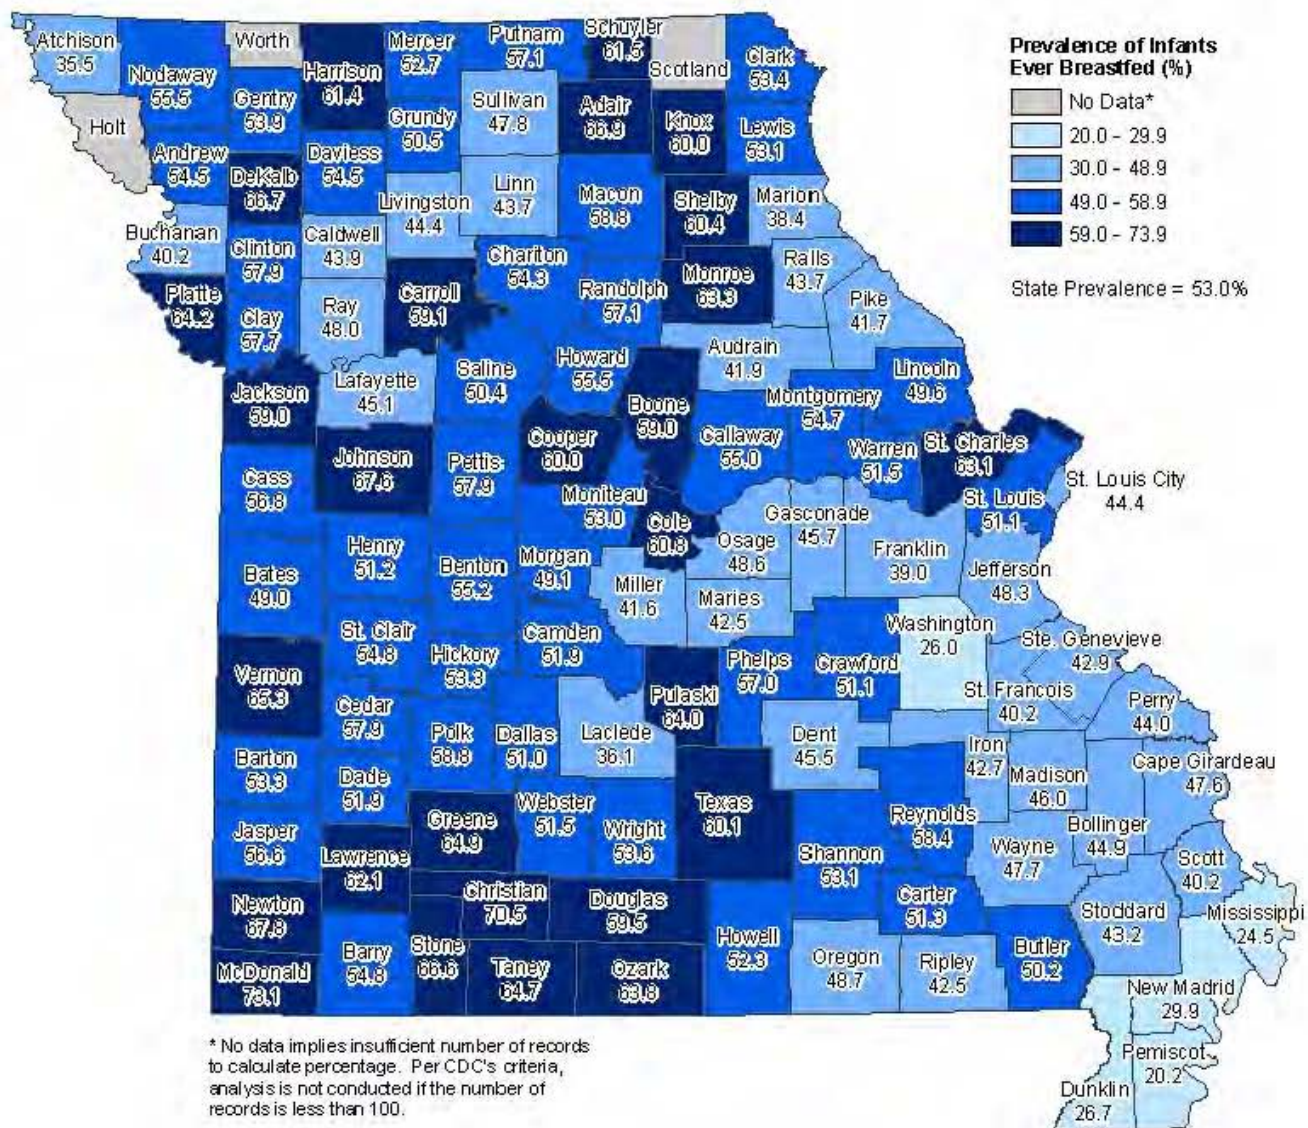 Prevalence of Infants
Ever Breastfed (%)
No Data*
20.0 - 29.9
30.0 - 48.9
49.0 - 58.9
59.0 - 73.9
State Prevalence = 53.0%
Atchison
35.5
Nodaway
55.5
Worth
Harrison
61.4
Mercer
52.7
Putnam
57.1
Schuyler
61.5
Scotland
Clark
53.4
Holt
Gentry
53.9
Grundy
50.5
Sullivan
47.8
Adair
66.9
Knox
60.0
Lewis
53.1
Andrew
54.5
DeKalb
66.7
Daviess
54.5
Livingston
44.4
Linn
43.7
Macon
58.8
Shelby
60.4
Marion
38.4
Buchanan
40.2
Clinton
57.9
Caldwell
43.9
Chariton
54.3
Randolph
57.1
Monroe
63.3
Ralls
43.7
Pike
41.7
Platte
64.2
Clay
57.7
Ray
48.0
Carroll
59.1
Saline
50.4
Howard
55.5
Audrain
41.9
Lincoln
49.6
Jackson
59.0
Lafayette
45.1
Boone
59.0
Montgomery
54.7
Callaway
55.0
Warren
51.5
St. Charles
63.1
St. Louis City
44.4
St. Louis
51.1
Cass
56.8
Johnson
67.6
Pettis
57.9
Cooper
60.0
Moniteau
53.0
Cole
60.8
Osage
48.6
Gasconade
45.7
Franklin
39.0
Jefferson
48.3
Bates
49.0
Henry
51.2
Benton
55.2
Morgan
49.1
Miller
41.6
Maries
42.5
Washington
26.0
Ste. Genevieve
42.9
St. Clair
54.8
Hickory
53.3
Camden
51.9
Phelps
57.0
Crawford
51.1
St. Francois
40.2
Perry
44.0
Vernon
65.3
Cedar
57.9
Polk
58.8
Dallas
51.0
Laclede
36.1
Pulaski
64.0
Dent
45.5
Iron
42.7
Madison
46.0
Cape Girardeau
47.6
Barton
53.3
Dade
51.9
Greene
64.9
Webster
51.5
Wright
53.6
Texas
60.1
Shannon
53.1
Reynolds
58.4
Wayne
47.7
Bollinger
44.9
Scott
40.2
Jasper
56.6
Lawrence
62.1
Christian
70.5
Douglas
59.5
Carter
51.3
Stoddard
43.2
Mississippi
24.5
Newton
67.8
Barry
54.8
Stone
66.6
Taney
64.7
Ozark
63.8
Howell
52.3
Oregon
48.7
Ripley
42.5
Butler
50.2
McDonald
73.1
New Madrid
29.9
Pemiscot
20.2
Dunklin
26.7
* No data implies insufficient number of records
to calculate percentage. Per CDC's criteria,
analysis is not conducted if the number of
records is less than 100.